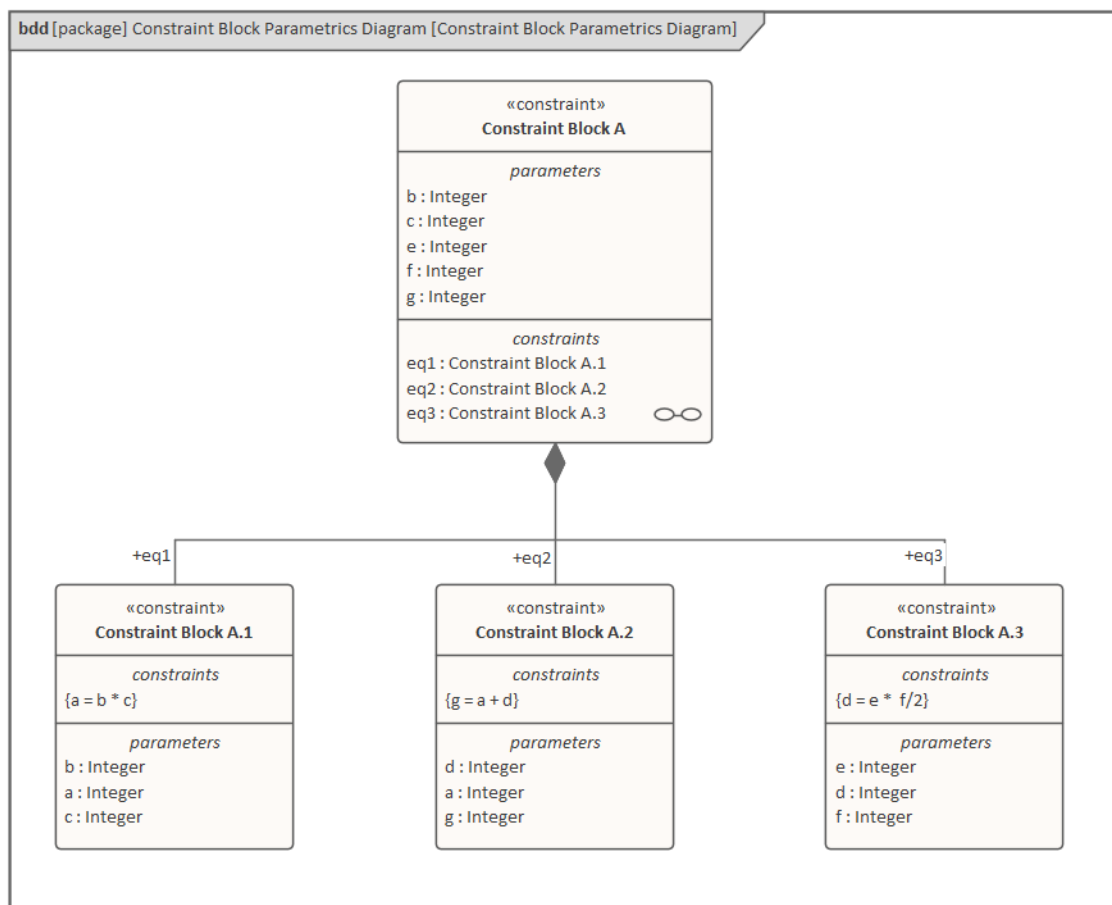 bdd [package] Constraint Block Parametrics Diagram [Constraint Block Parametrics Diagram]
«constraint»
Constraint Block A
parameters
b : Integer
c : Integer
e : Integer
f : Integer
g : Integer
constraints
eq1 : Constraint Block A.1
eq2 : Constraint Block A.2
eq3 : Constraint Block A.3
+eq1
+eq2
+eq3
«constraint»
Constraint Block A.1
constraints
{a = b * c}
parameters
b : Integer
a : Integer
c : Integer
«constraint»
Constraint Block A.2
constraints
{g = a + d}
parameters
d : Integer
a : Integer
g : Integer
«constraint»
Constraint Block A.3
constraints
{d = e *  f/2}
parameters
e : Integer
d : Integer
f : Integer